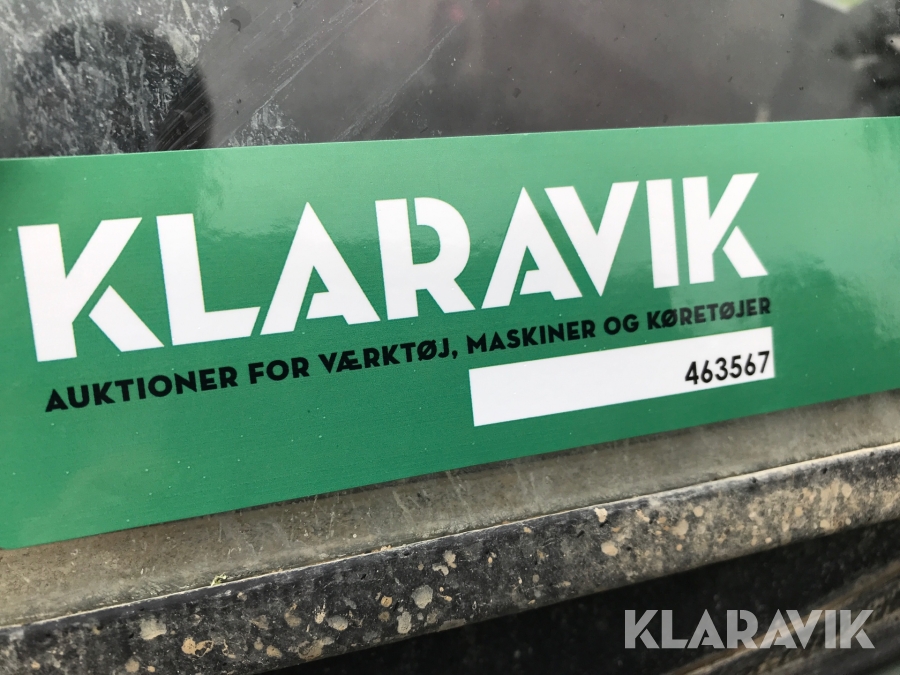 KLARAVIK
AUKTIONER FOR VÆRKTØJ, MASKINER OG KØRETØJER
463567
KLARAVIK